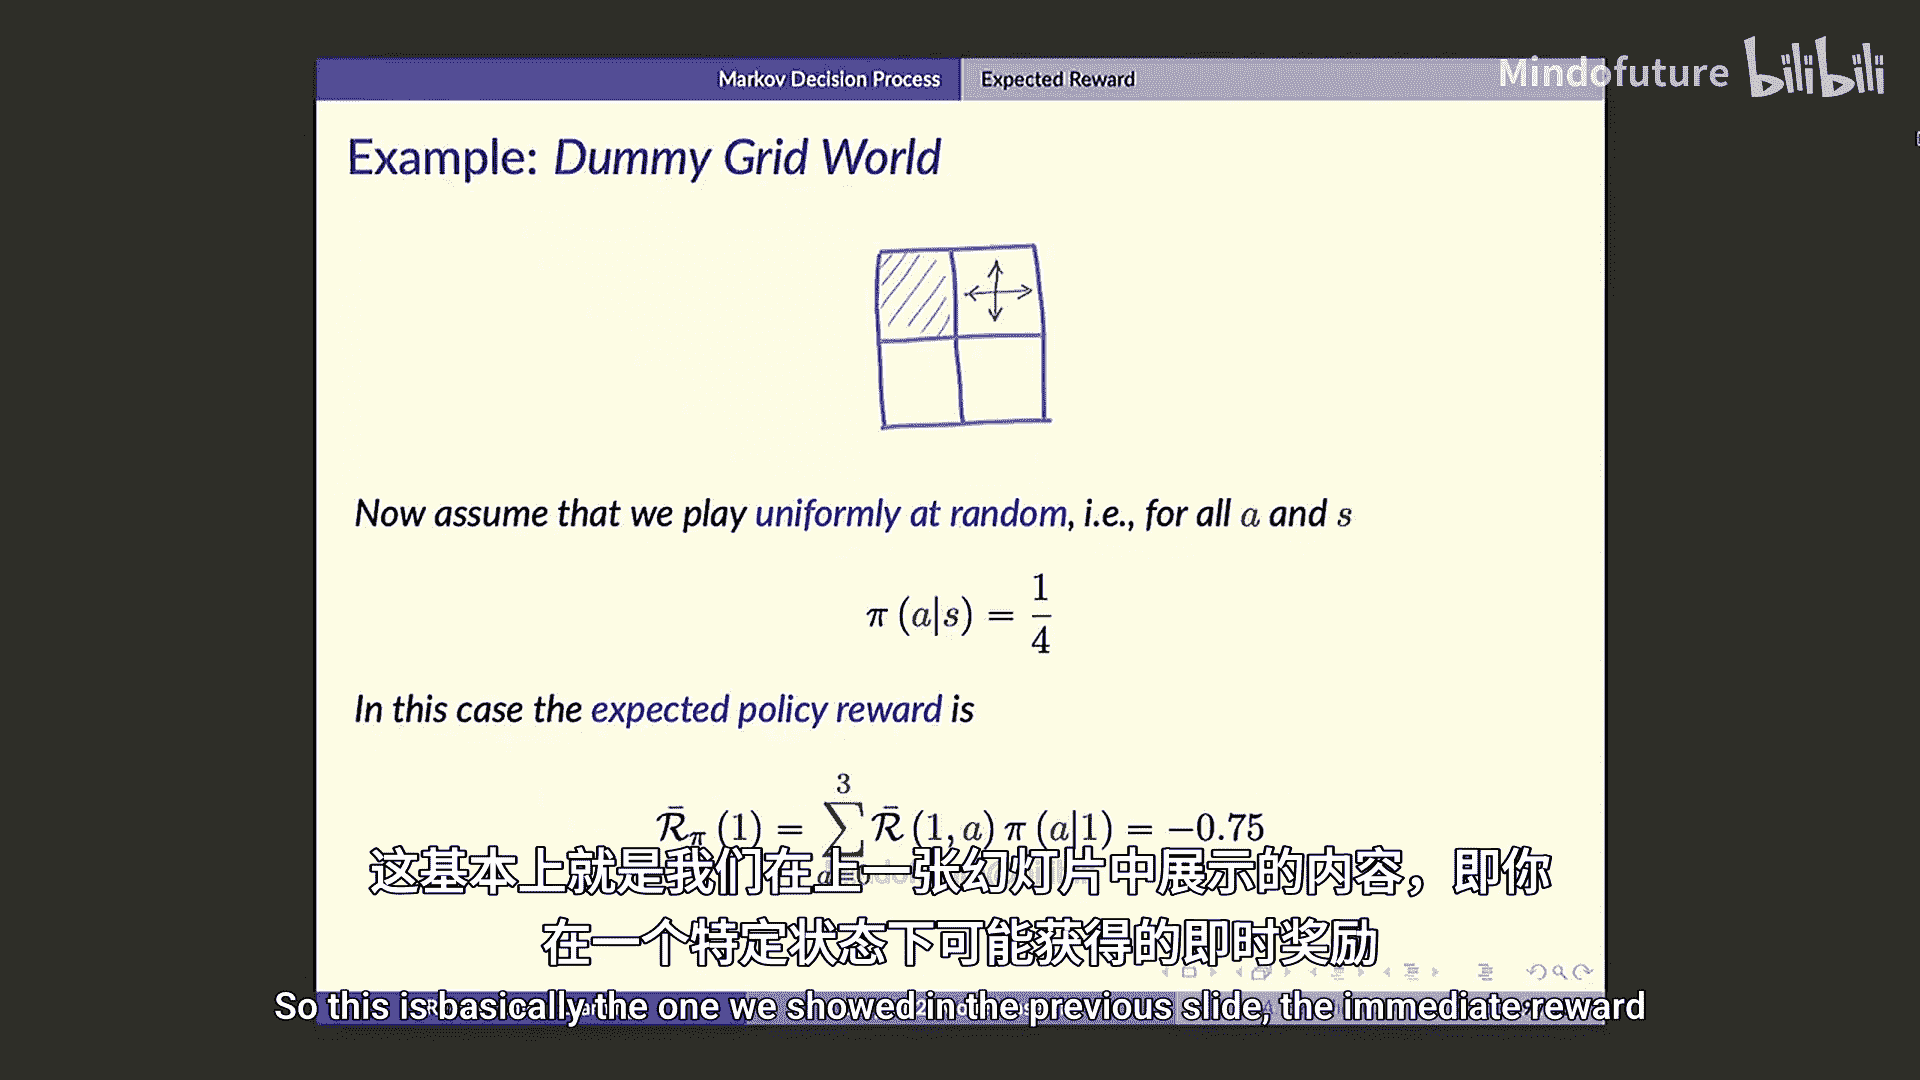 Mindofuture bilibili
Markov Decision Process Expected Reward
Example: Dummy Grid World
Now assume that we play uniformly at random, i.e., for all a and s
π (a|s) = 1/4
In this case the expected policy reward is
R̄π (1) = ∑³ R̄ (1, a) π (a|1) = −0.75
这基本上就是我们在上一张幻灯片中展示的内容，即你
在一个特定状态下可能获得的即时奖励
So this is basically the one we showed in the previous slide, the immediate reward